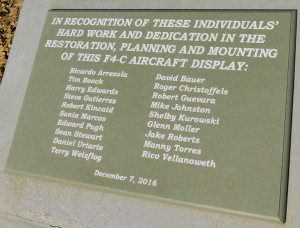 IN RECOGNITION OF THESE INDIVIDUALS'
HARD WORK AND DEDICATION IN THE
RESTORATION, PLANNING AND MOUNTING
OF THIS F4-C AIRCRAFT DISPLAY:
Ricardo Arreola
Tim Boock
Harry Edwards
Steve Gutierrez
Robert Kincaid
Sonia Marcos
Edward Pugh
Sean Stewart
Daniel Uriarte
Terry Weisflog
David Bauer
Roger Christoffels
Robert Guevara
Mike Johnston
Shelby Kurowski
Glenn Moller
Jake Roberts
Manny Torres
Rico Vellanoweth
December 7, 2016